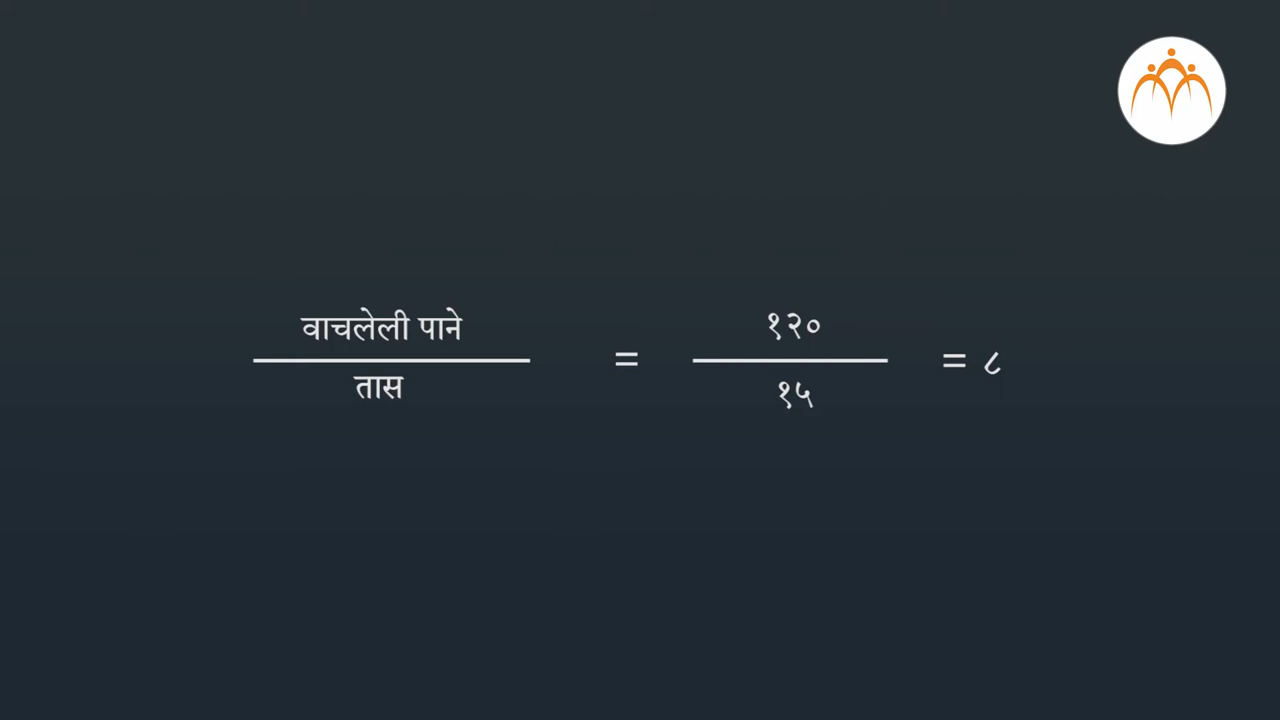 वाचलेली पाने
तास
=
१२०
१५
= ८